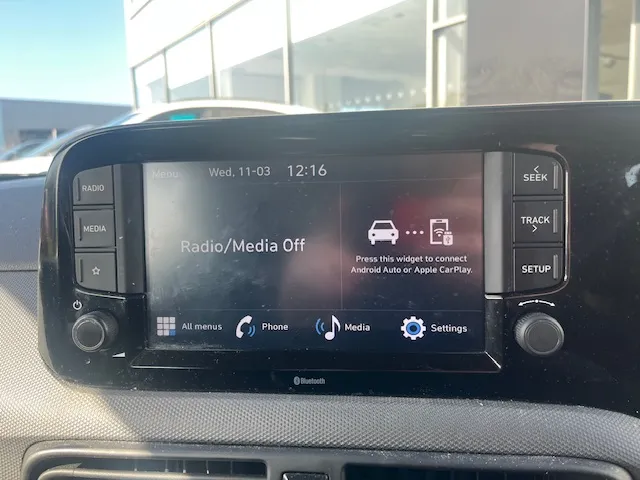 Menus Wed, 11-03 12:16
RADIO
MEDIA
Radio/Media Off
Press this widget to connect
Android Auto or Apple CarPlay.
All menus Phone Media Settings
< SEEK
TRACK >
SETUP
Bluetooth